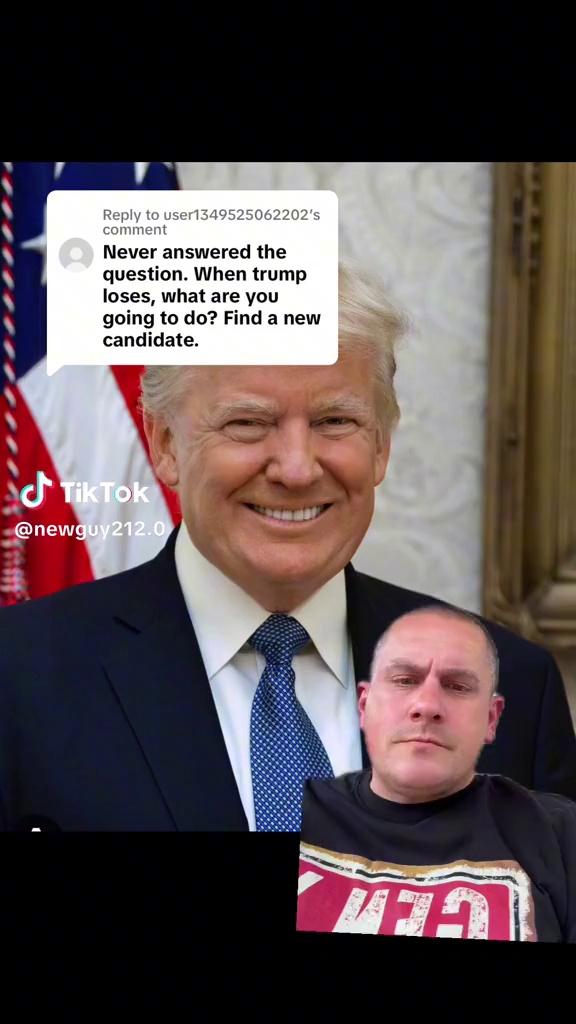 Reply to user1349525062202's
comment
Never answered the
question. When trump
loses, what are you
going to do? Find a new
candidate.
TikTok
@newguy212.0
GEN X